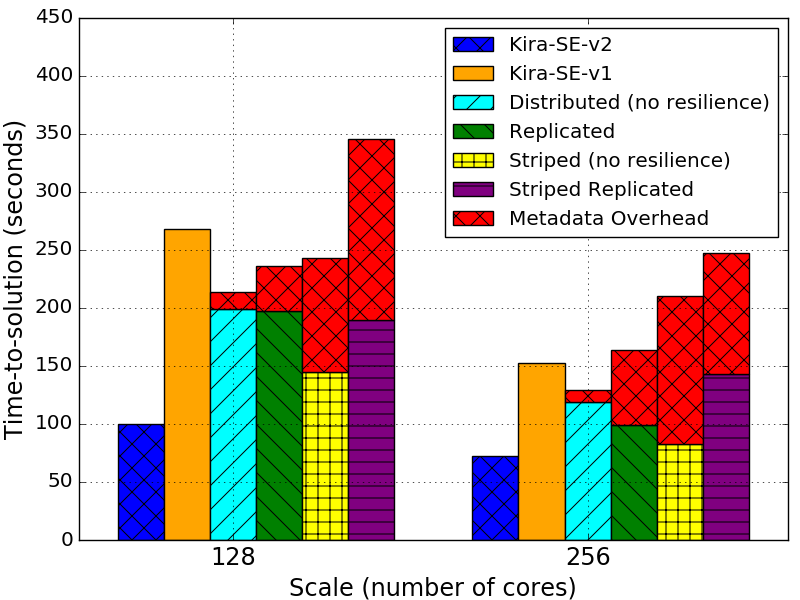 450
400
350
300
250
200
150
100
50
0
Time-to-solution (seconds)
Kira-SE-v2
Kira-SE-v1
Distributed (no resilience)
Replicated
Striped (no resilience)
Striped Replicated
Metadata Overhead
128
256
Scale (number of cores)